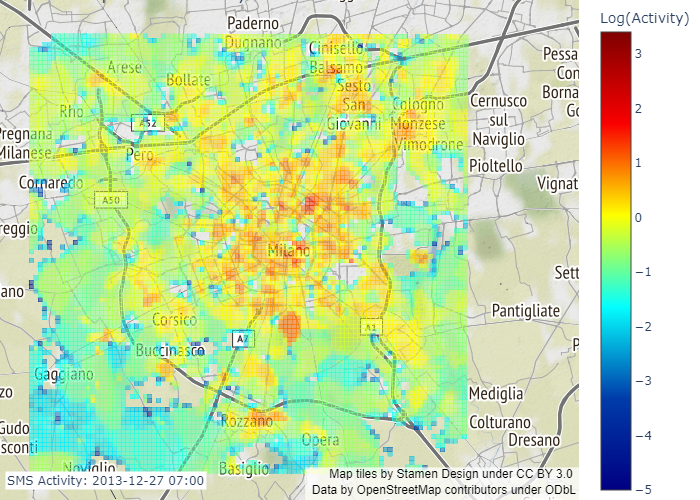 Log(Activity)
Paderno
Dugnano
Cinisello
Balsamo
Arese
Bollate
Sesto
San
Giovanni
Cologno
Monzese
Vimodrone
Pessa
Con
Borna
Go
Cernusco
sul
Naviglio
Rho
A52
Pregnana
Milanese
Pero
Pioltello
Cornaredo
Vignat
A50
reggio
Milano
Sett
ano
Pantigliate
Corsico
A1
A7
Buccinasco
P
Gaggiano
zo
Mediglia
Rozzano
Colturano
Gudo
sconti
Opera
Dresano
Noviglio
Basiglio
SMS Activity: 2013-12-27 07:00
Map tiles by Stamen Design under CC BY 3.0
Data by OpenStreetMap contributors under ODbL
3
2
1
0
−1
−2
−3
−4
−5